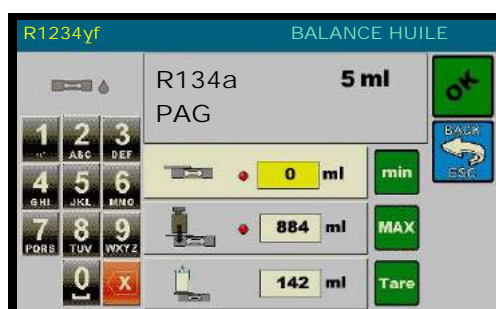 R1234yf BALANCE HUILE
R134a 5 ml
PAG
OK
BACK
ESC
1 2 3
ABC DEF
4 5 6
GHI JKL MNO
7 8 9
PQRS TUV WXYZ
0 X
0 ml min
884 ml MAX
142 ml Tare